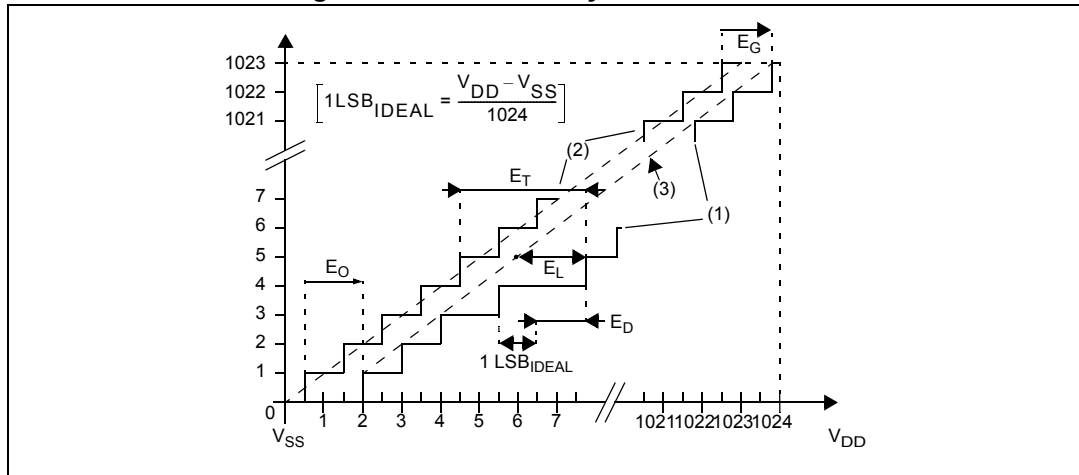 E_G
1023
1022
1021
[1LSB_IDEAL = V_DD – V_SS / 1024]
(2)
(3)
(1)
E_T
7
6
5
4
3
2
1
0
E_O
E_L
E_D
1 LSB_IDEAL
1 2 3 4 5 6 7 1021 1022 1023 1024
V_SS
V_DD